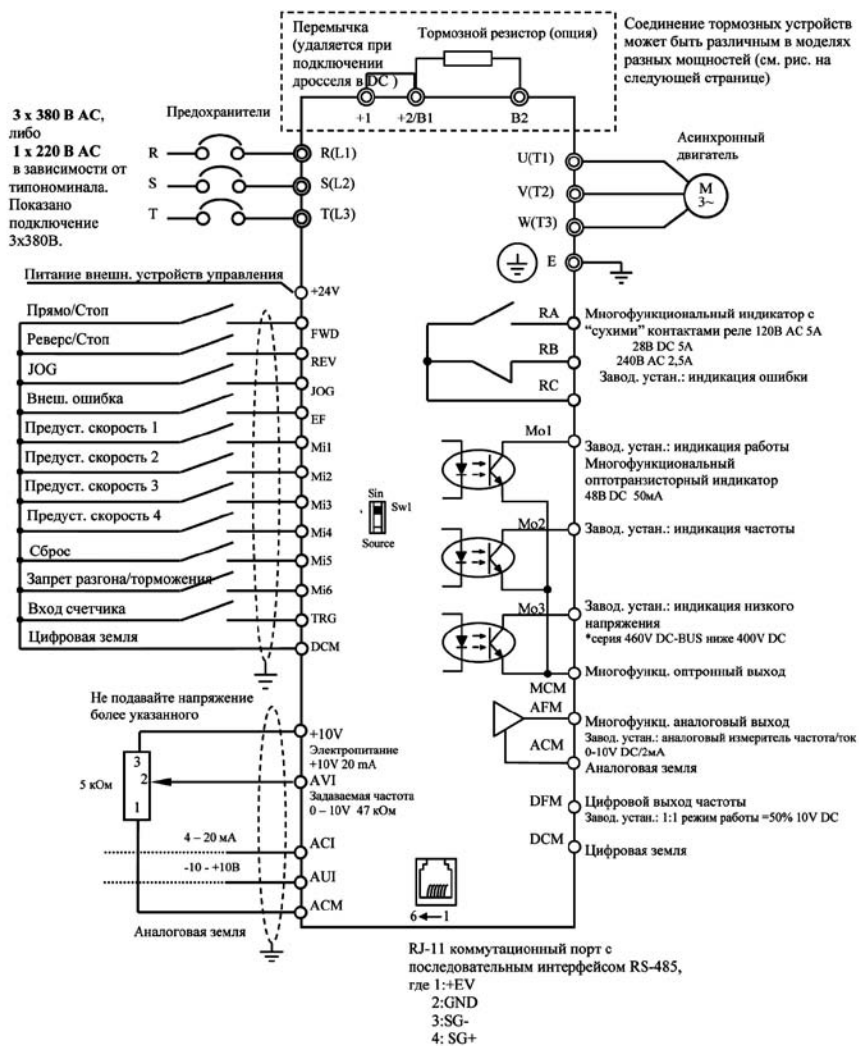 Перемычка
(удаляется при
подключении
дросселя в DC )
Тормозной резистор (опция)
+1
+2/B1
B2
Соединение тормозных устройств
может быть различным в моделях
разных мощностей (см. рис. на
следующей странице)
3 x 380 В АС,
либо
1 x 220 В АС
в зависимости от
типономинала.
Показано
подключение
3х380В.
Предохранители
R
R(L1)
S
S(L2)
T
T(L3)
Асинхронный
двигатель
U(T1)
V(T2)
W(T3)
M
3~
E
Питание внешн. устройств управления
+24V
Прямо/Стоп
FWD
Реверс/Стоп
REV
JOG
JOG
Внеш. ошибка
EF
Предуст. скорость 1
Mi1
Предуст. скорость 2
Mi2
Предуст. скорость 3
Mi3
Предуст. скорость 4
Mi4
Сброс
Mi5
Запрет разгона/торможения
Mi6
Вход счетчика
TRG
Цифровая земля
DCM
Sin
Sw1
Source
RA
RB
RC
Многофункциональный индикатор с
“сухими” контактами реле 120В AC 5A
28В DC 5A
240В AC 2,5A
Завод. устан.: индикация ошибки
Mo1
Завод. устан.: индикация работы
Многофункциональный
оптотранзисторный индикатор
48В DC 50мА
Mo2
Завод. устан.: индикация частоты
Mo3
Завод. устан.: индикация низкого
напряжения
*серия 460V DC-BUS ниже 400V DC
Многофункц. оптронный выход
MCM
AFM
Многофункц. аналоговый выход
Завод. устан.: аналоговый измеритель частота/ток
0-10V DC/2мА
ACM
Аналоговая земля
DFM
Цифровой выход частоты
Завод. устан.: 1:1 режим работы =50% 10V DC
DCM
Цифровая земля
Не подавайте напряжение
более указанного
+10V
Электропитание
+10V 20 mA
5 кОм
3
2
1
AVI
Задаваемая частота
0 – 10V 47 кОм
4 – 20 мА
ACI
-10 - +10В
AUI
ACM
Аналоговая земля
6
1
RJ-11 коммутационный порт с
последовательным интерфейсом RS-485,
где 1:+EV
2:GND
3:SG-
4: SG+